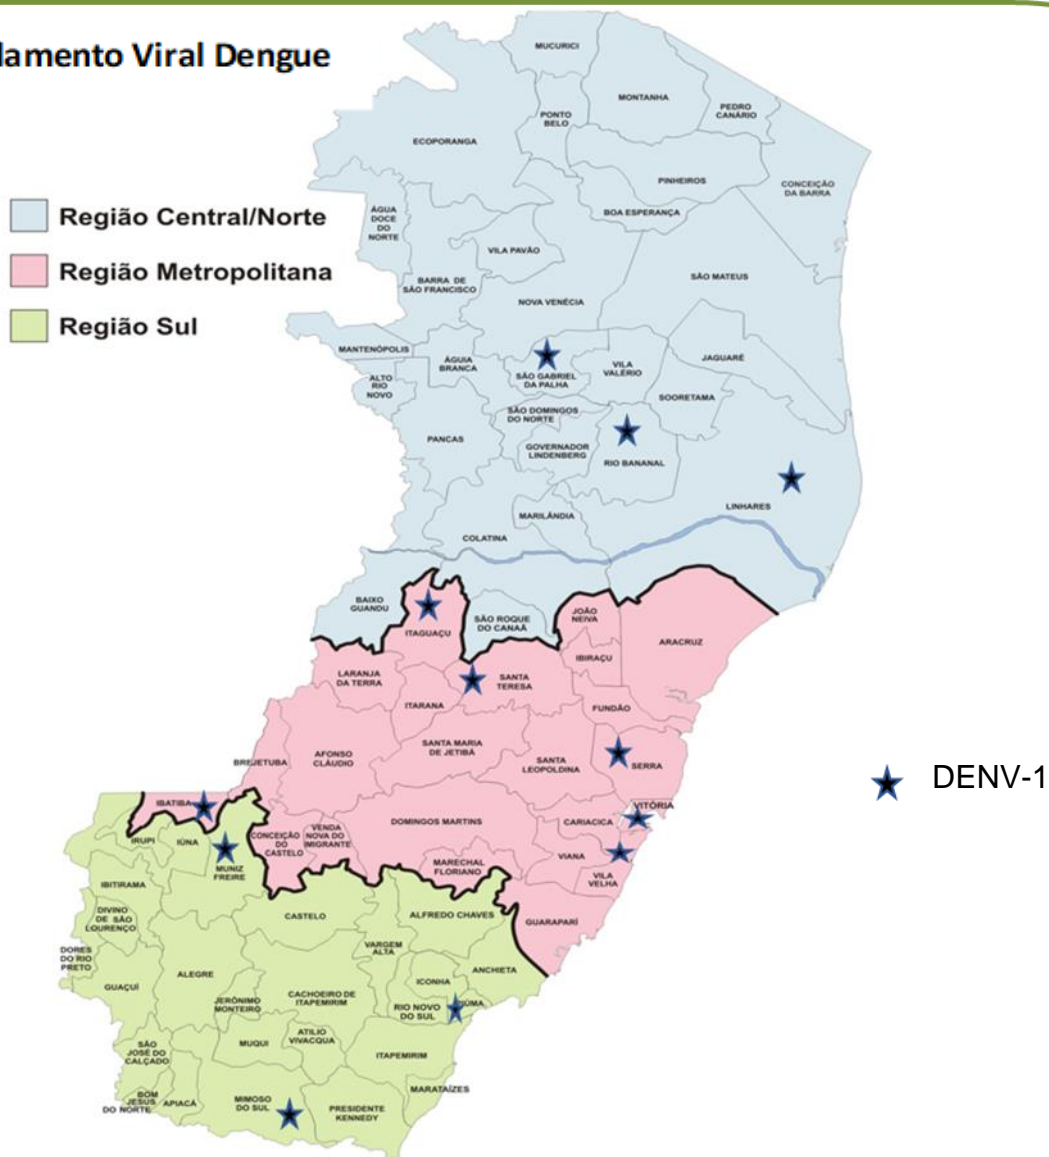 lamento Viral Dengue
Região Central/Norte
Região Metropolitana
Região Sul
MUCURICI
MONTANHA
PEDRO
CANÁRIO
PONTO
BELO
ECOPORANGA
PINHEIROS
CONCEIÇÃO
DA BARRA
ÁGUA
DOCE
DO
NORTE
BOA ESPERANÇA
VILA PAVÃO
BARRA DE
SÃO FRANCISCO
SÃO MATEUS
NOVA VENÉCIA
MANTENÓPOLIS
ÁGUIA
BRANCA
SÃO GABRIEL
DA PALHA
VILA
VALÉRIO
JAGUARÉ
ALTO
RIO
NOVO
SOORETAMA
SÃO DOMINGOS
DO NORTE
PANCAS
GOVERNADOR
LINDENBERG
RIO BANANAL
LINHARES
MARILÂNDIA
COLATINA
BAIXO
GUANDU
ITAGUAÇU
SÃO ROQUE
DO CANAÃ
JOÃO
NEIVA
ARACRUZ
IBIRAÇU
LARANJA
DA TERRA
SANTA
TERESA
ITARANA
FUNDÃO
SANTA MARIA
DE JETIBÁ
AFONSO
CLÁUDIO
BREJETUBA
SANTA
LEOPOLDINA
SERRA
DENV-1
IBATIBA
VITÓRIA
CARIACICA
DOMINGOS MARTINS
CONCEIÇÃO
DO
CASTELO
VENDA
NOVA DO
IMIGRANTE
IRUPI
IÚNA
VIANA
MUNIZ
FREIRE
MARECHAL
FLORIANO
VILA
VELHA
IBITIRAMA
DIVINO
DE SÃO
LOURENÇO
CASTELO
ALFREDO CHAVES
GUARAPARÍ
DORES
DO RIO
PRETO
VARGEM
ALTA
ALEGRE
ANCHIETA
ICONHA
GUAÇUÍ
JERÔNIMO
MONTEIRO
CACHOEIRO DE
ITAPEMIRIM
RIO NOVO
DO SUL
ÚMA
SÃO
JOSÉ DO
CALÇADO
MUQUI
ATILIO
VIVACQUA
ITAPEMIRIM
MARATAÍZES
BOM
JESUS
DO NORTE
APIACÁ
MIMOSO
DO SUL
PRESIDENTE
KENNEDY